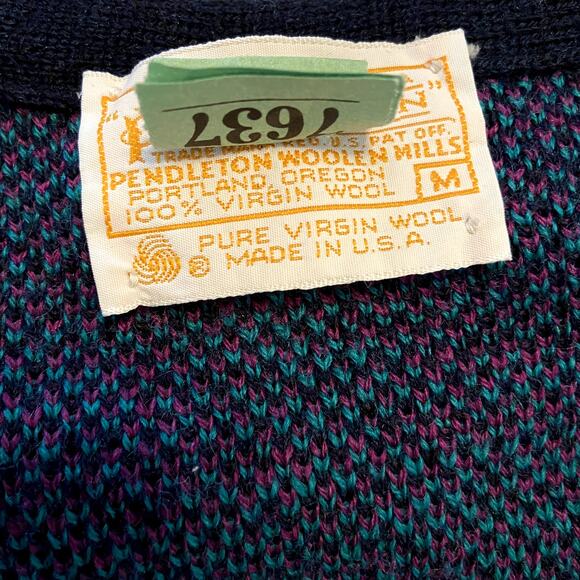 7637
TRADE MARK REG. U.S. PAT OFF.
PENDLETON WOOLEN MILLS
PORTLAND, OREGON
100% VIRGIN WOOL
M
PURE VIRGIN WOOL
® MADE IN U.S.A.